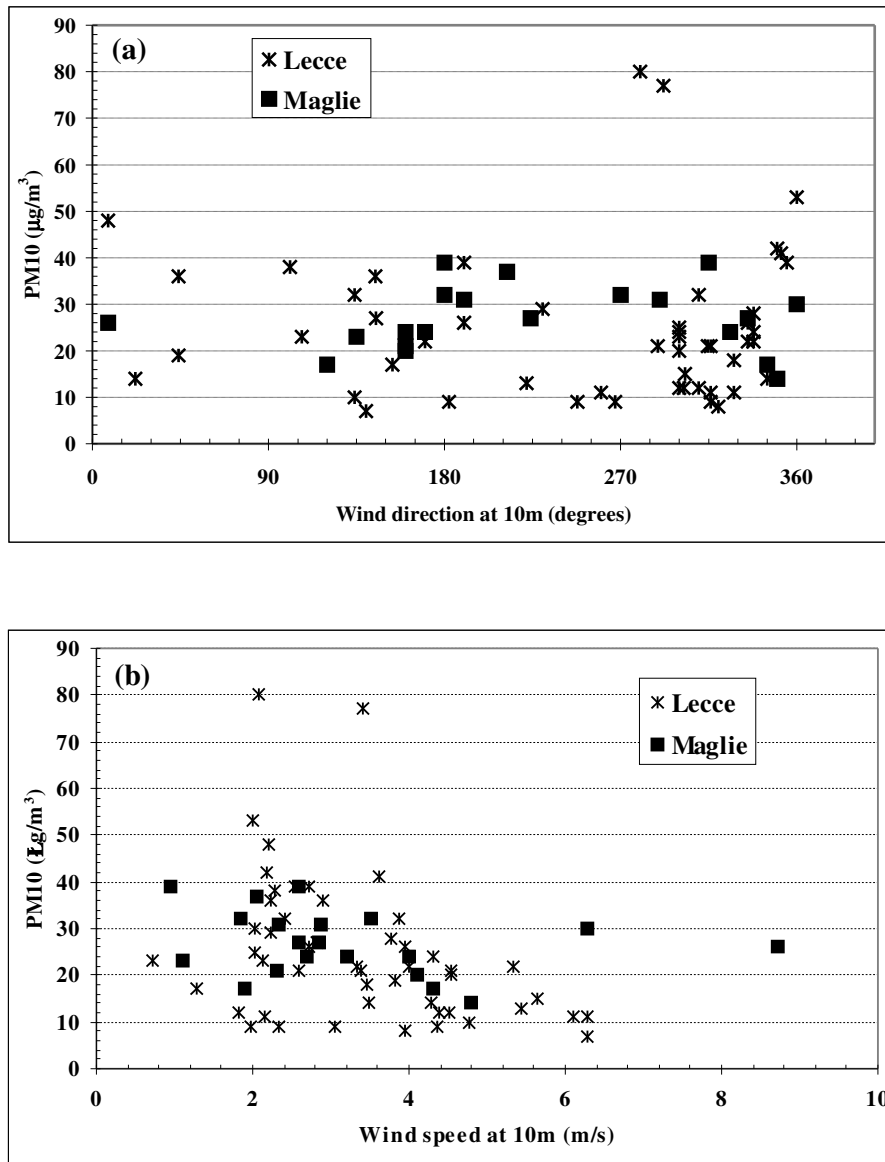 (a)
Lecce
Maglie
PM10 (µg/m³)
90
80
70
60
50
40
30
20
10
0
0 90 180 270 360
Wind direction at 10m (degrees)
(b)
Lecce
Maglie
PM10 (Łg/m³)
90
80
70
60
50
40
30
20
10
0
0 2 4 6 8 10
Wind speed at 10m (m/s)